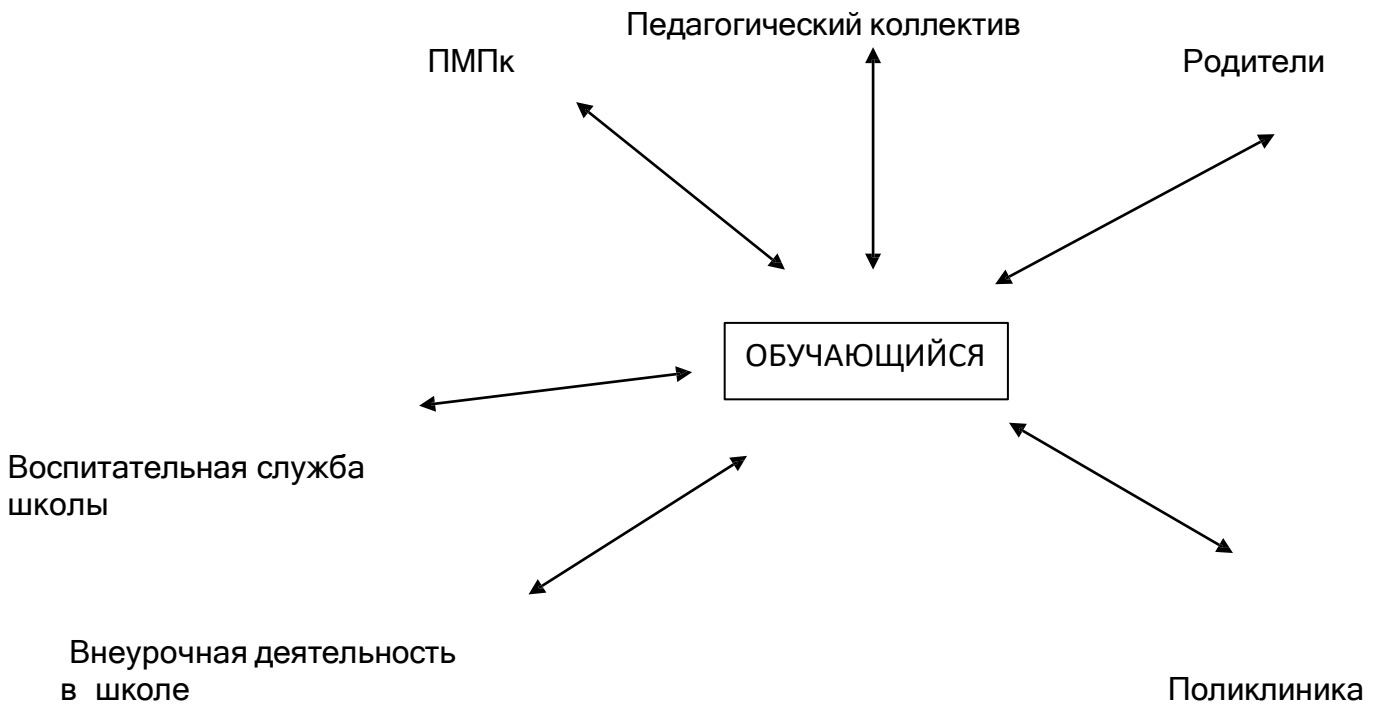 Педагогический коллектив
ПМПк
Родители
ОБУЧАЮЩИЙСЯ
Воспитательная служба
школы
Внеурочная деятельность
в школе
Поликлиника